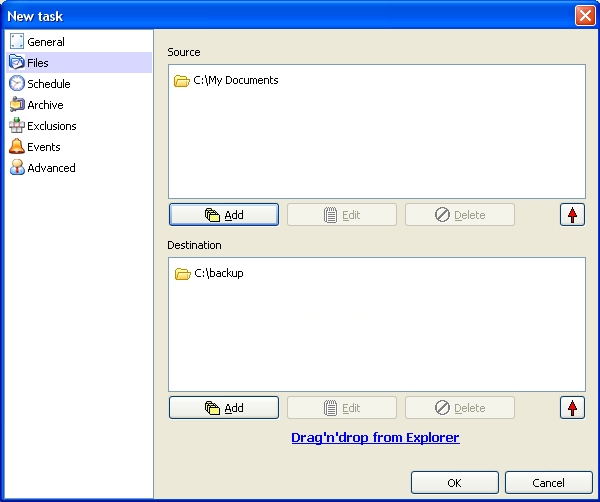 New task
General
Files
Schedule
Archive
Exclusions
Events
Advanced
Source
C:\My Documents
Add Edit Delete
Destination
C:\backup
Add Edit Delete
Drag'n'drop from Explorer
OK Cancel